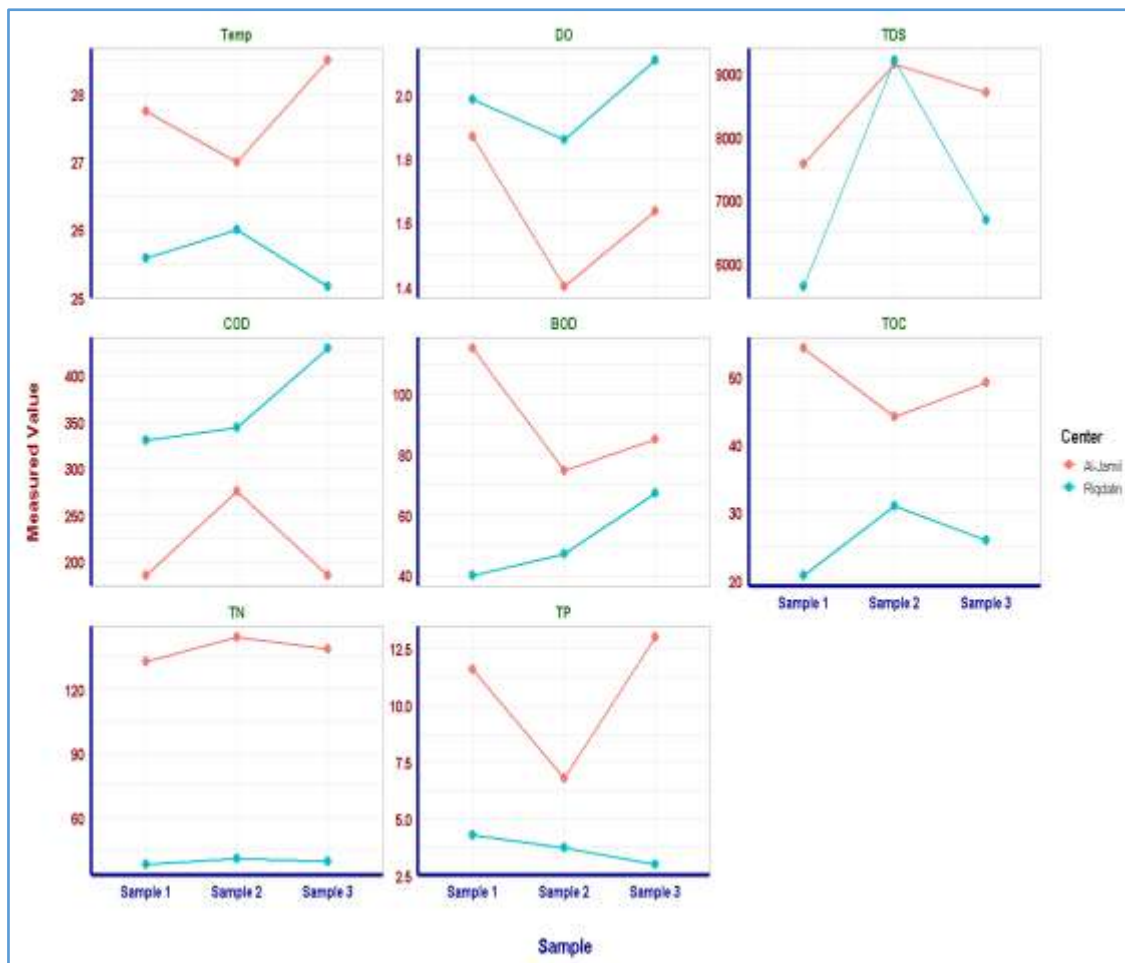 Temp
DO
TDS
28
27
26
25
2.0
1.8
1.6
1.4
9000
8000
7000
6000
COD
BOD
TOC
400
350
300
250
200
100
80
60
40
50
40
30
20
Sample 1 Sample 2 Sample 3
TN
TP
120
90
60
12.5
10.0
7.5
5.0
2.5
Sample 1 Sample 2 Sample 3
Sample 1 Sample 2 Sample 3
Measured Value
Sample
Center
Al-Jamil
Riqdalin